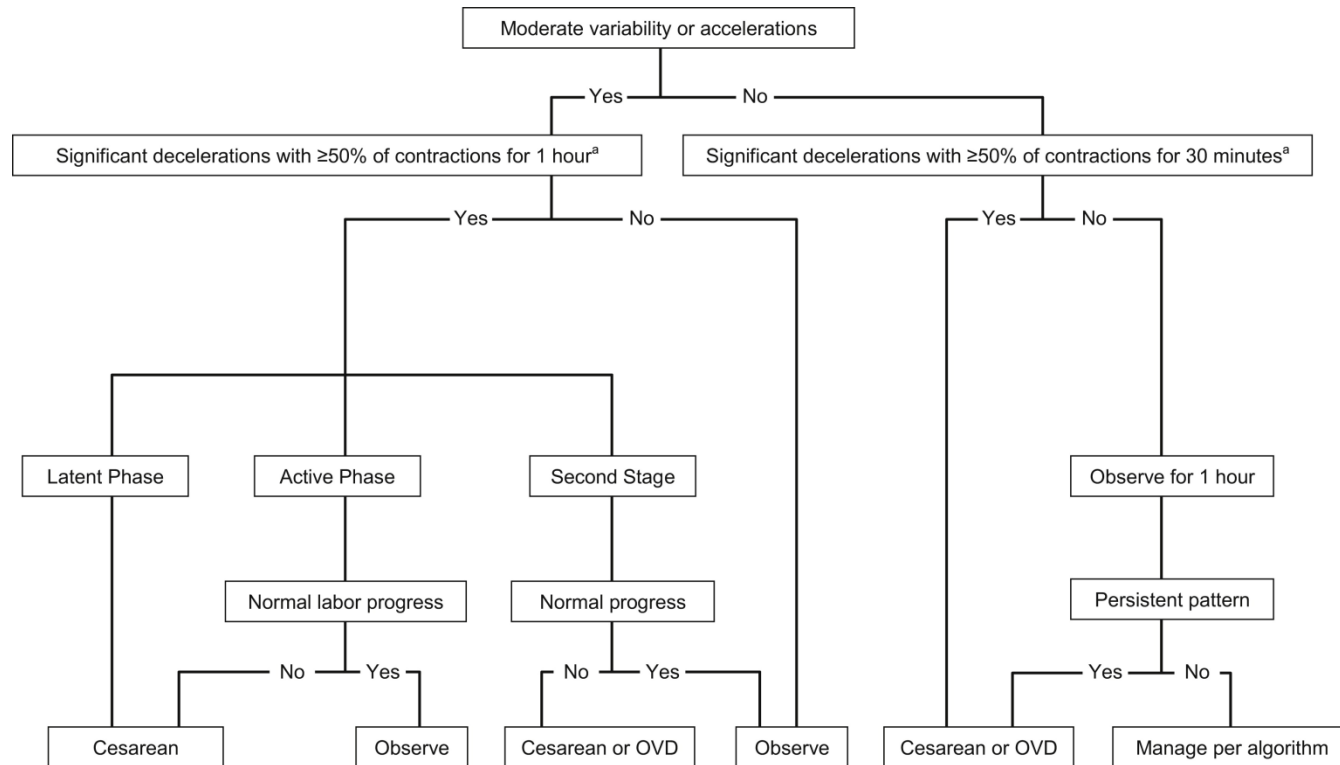 Moderate variability or accelerations
Yes No
Significant decelerations with ≥50% of contractions for 1 hourᵃ
Significant decelerations with ≥50% of contractions for 30 minutesᵃ
Yes No
Yes No
Latent Phase
Active Phase
Second Stage
Observe for 1 hour
Normal labor progress
Normal progress
Persistent pattern
No Yes
No Yes
Yes No
Cesarean
Observe
Cesarean or OVD
Observe
Cesarean or OVD
Manage per algorithm